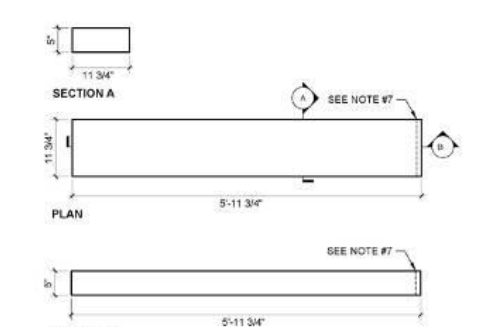 5"
11 3/4"
SECTION A
A
SEE NOTE #7
11 3/4"
B
5'-11 3/4"
PLAN
SEE NOTE #7
5"
5'-11 3/4"